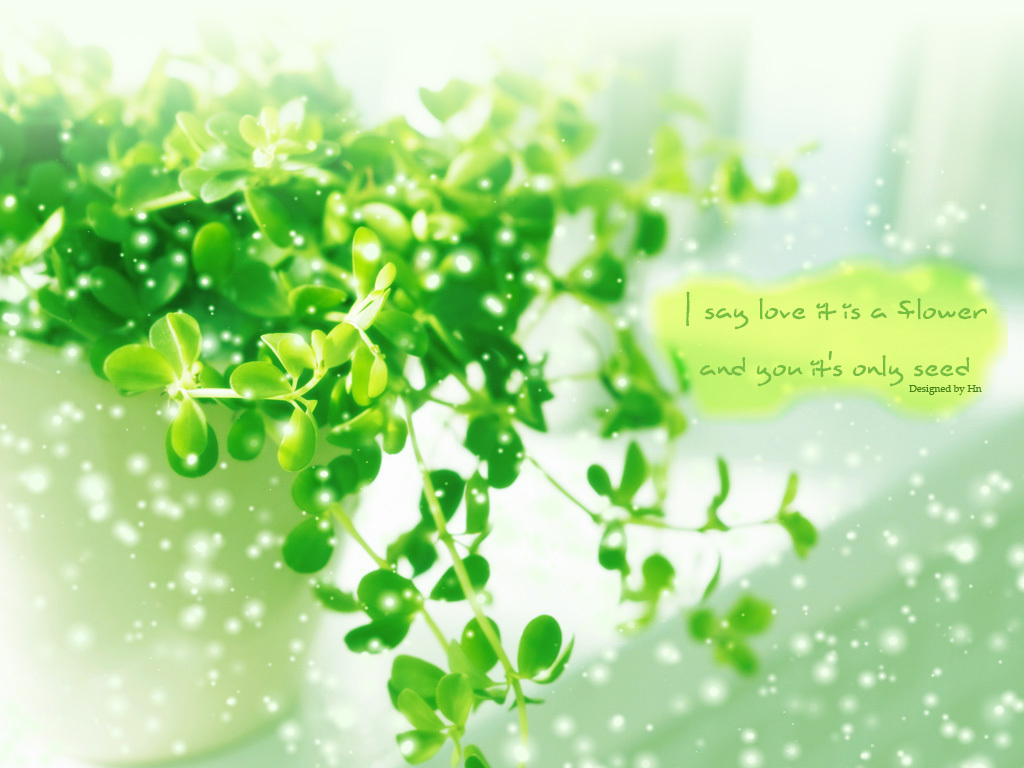 I say love it is a flower
and you it's only seed
Designed by Hn